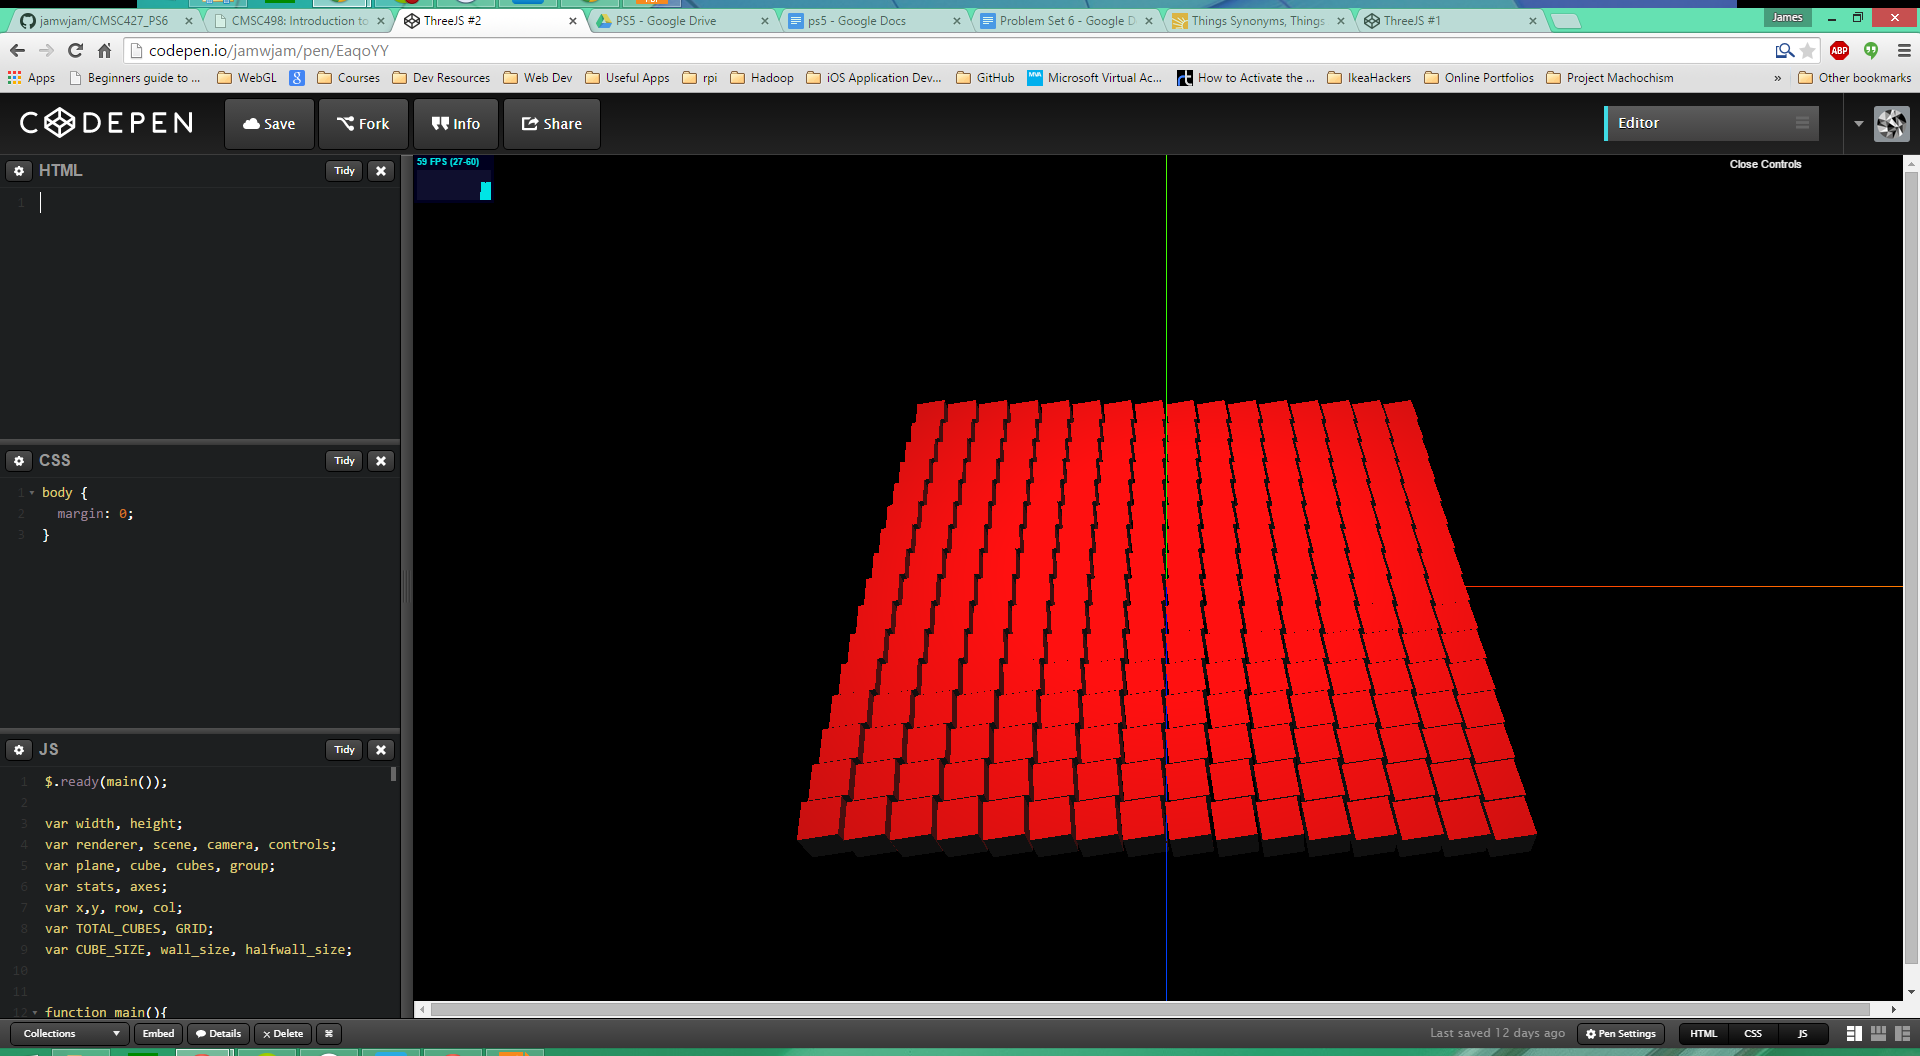 jamwjam/CMSC427_PS6
CMSC498: Introduction to
ThreeJS #2
PS5 - Google Drive
ps5 - Google Docs
Problem Set 6 - Google D
Things Synonyms, Things
ThreeJS #1
James
codepen.io/jamwjam/pen/EaqoYY
ABP
Apps
Beginners guide to ...
WebGL
8
Courses
Dev Resources
Web Dev
Useful Apps
rpi
Hadoop
iOS Application Dev...
GitHub
MVA
Microsoft Virtual Ac...
How to Activate the ...
IkeaHackers
Online Portfolios
Project Machochism
»
Other bookmarks
CODEPEN
Save
Fork
Info
Share
Editor
HTML
Tidy
1
59 FPS (27-60)
Close Controls
CSS
Tidy
1 body {
2 margin: 0;
3 }
JS
Tidy
1 $.ready(main());
2
3 var width, height;
4 var renderer, scene, camera, controls;
5 var plane, cube, cubes, group;
6 var stats, axes;
7 var x,y, row, col;
8 var TOTAL_CUBES, GRID;
9 var CUBE_SIZE, wall_size, halfwall_size;
10
11
12 function main(){
Collections
Embed
Details
x Delete
⌘
Last saved 12 days ago
Pen Settings
HTML
CSS
JS